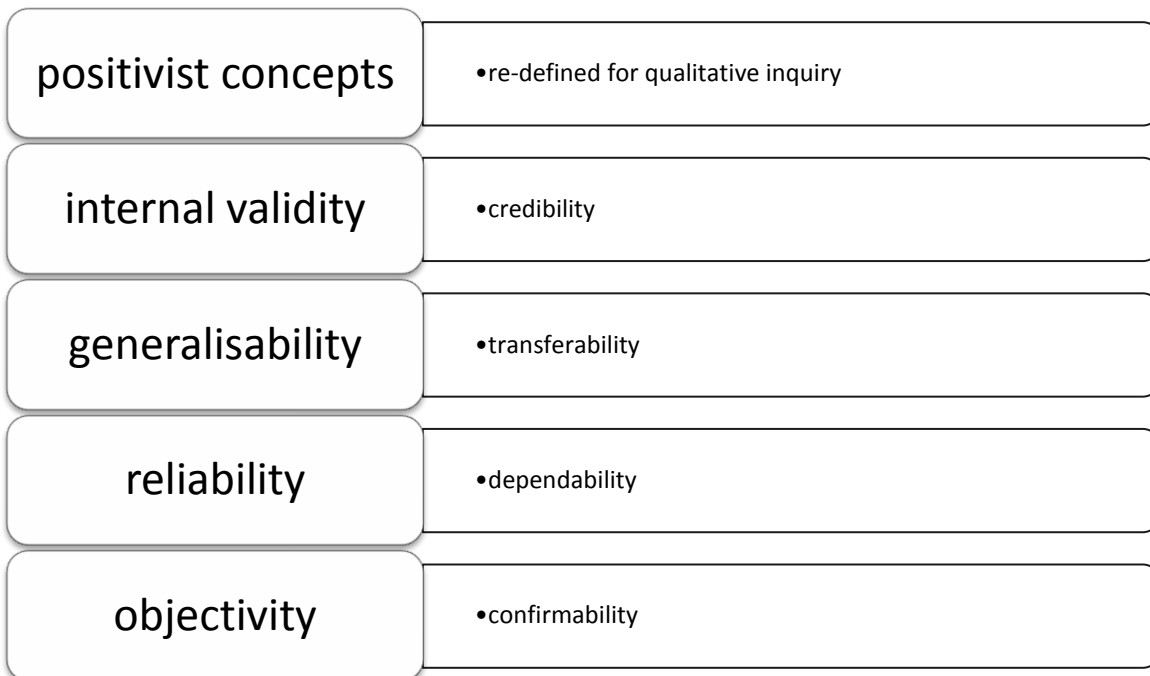 positivist concepts
•re-defined for qualitative inquiry
internal validity
•credibility
generalisability
•transferability
reliability
•dependability
objectivity
•confirmability